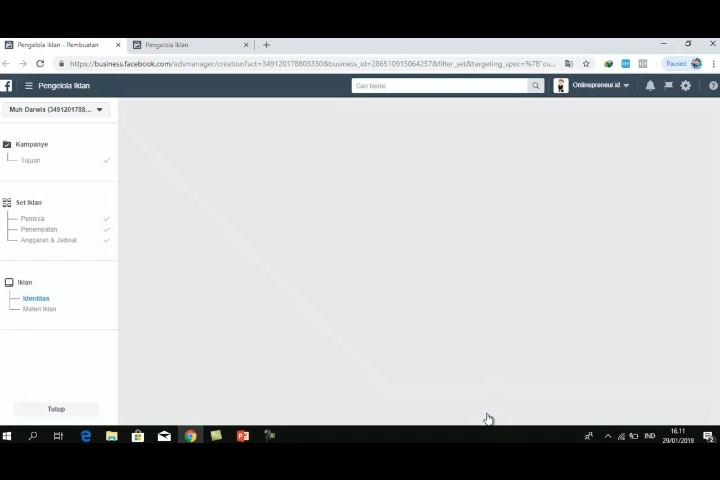 Pengelola Iklan - Pembuatan
Pengelola Iklan
https://business.facebook.com/adsmanager/creation?act=349120178803330&business_id=286510915064257&filter_set&targeting_spec=%7B"cu...
Paused
Pengelola Iklan
Cari bisnis
Onlinepreneur.id
Muh Darwis (3491201788...
Kampanye
Tujuan
Set Iklan
Pemirsa
Penempatan
Anggaran & Jadwal
Iklan
Identitas
Materi Iklan
Tutup
IND
16.11
29/01/2019